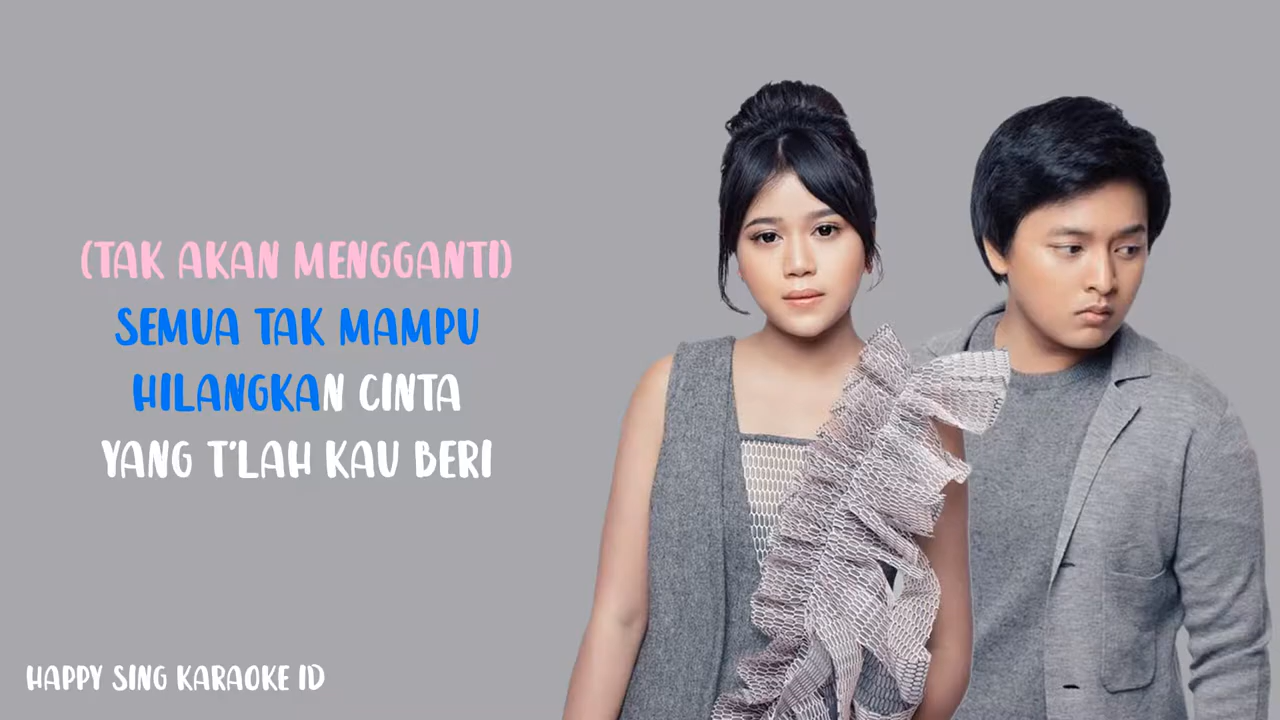 (TAK AKAN MENGGANTI)
SEMUA TAK MAMPU
HILANGKAN CINTA
YANG T'LAH KAU BERI
HAPPY SING KARAOKE ID